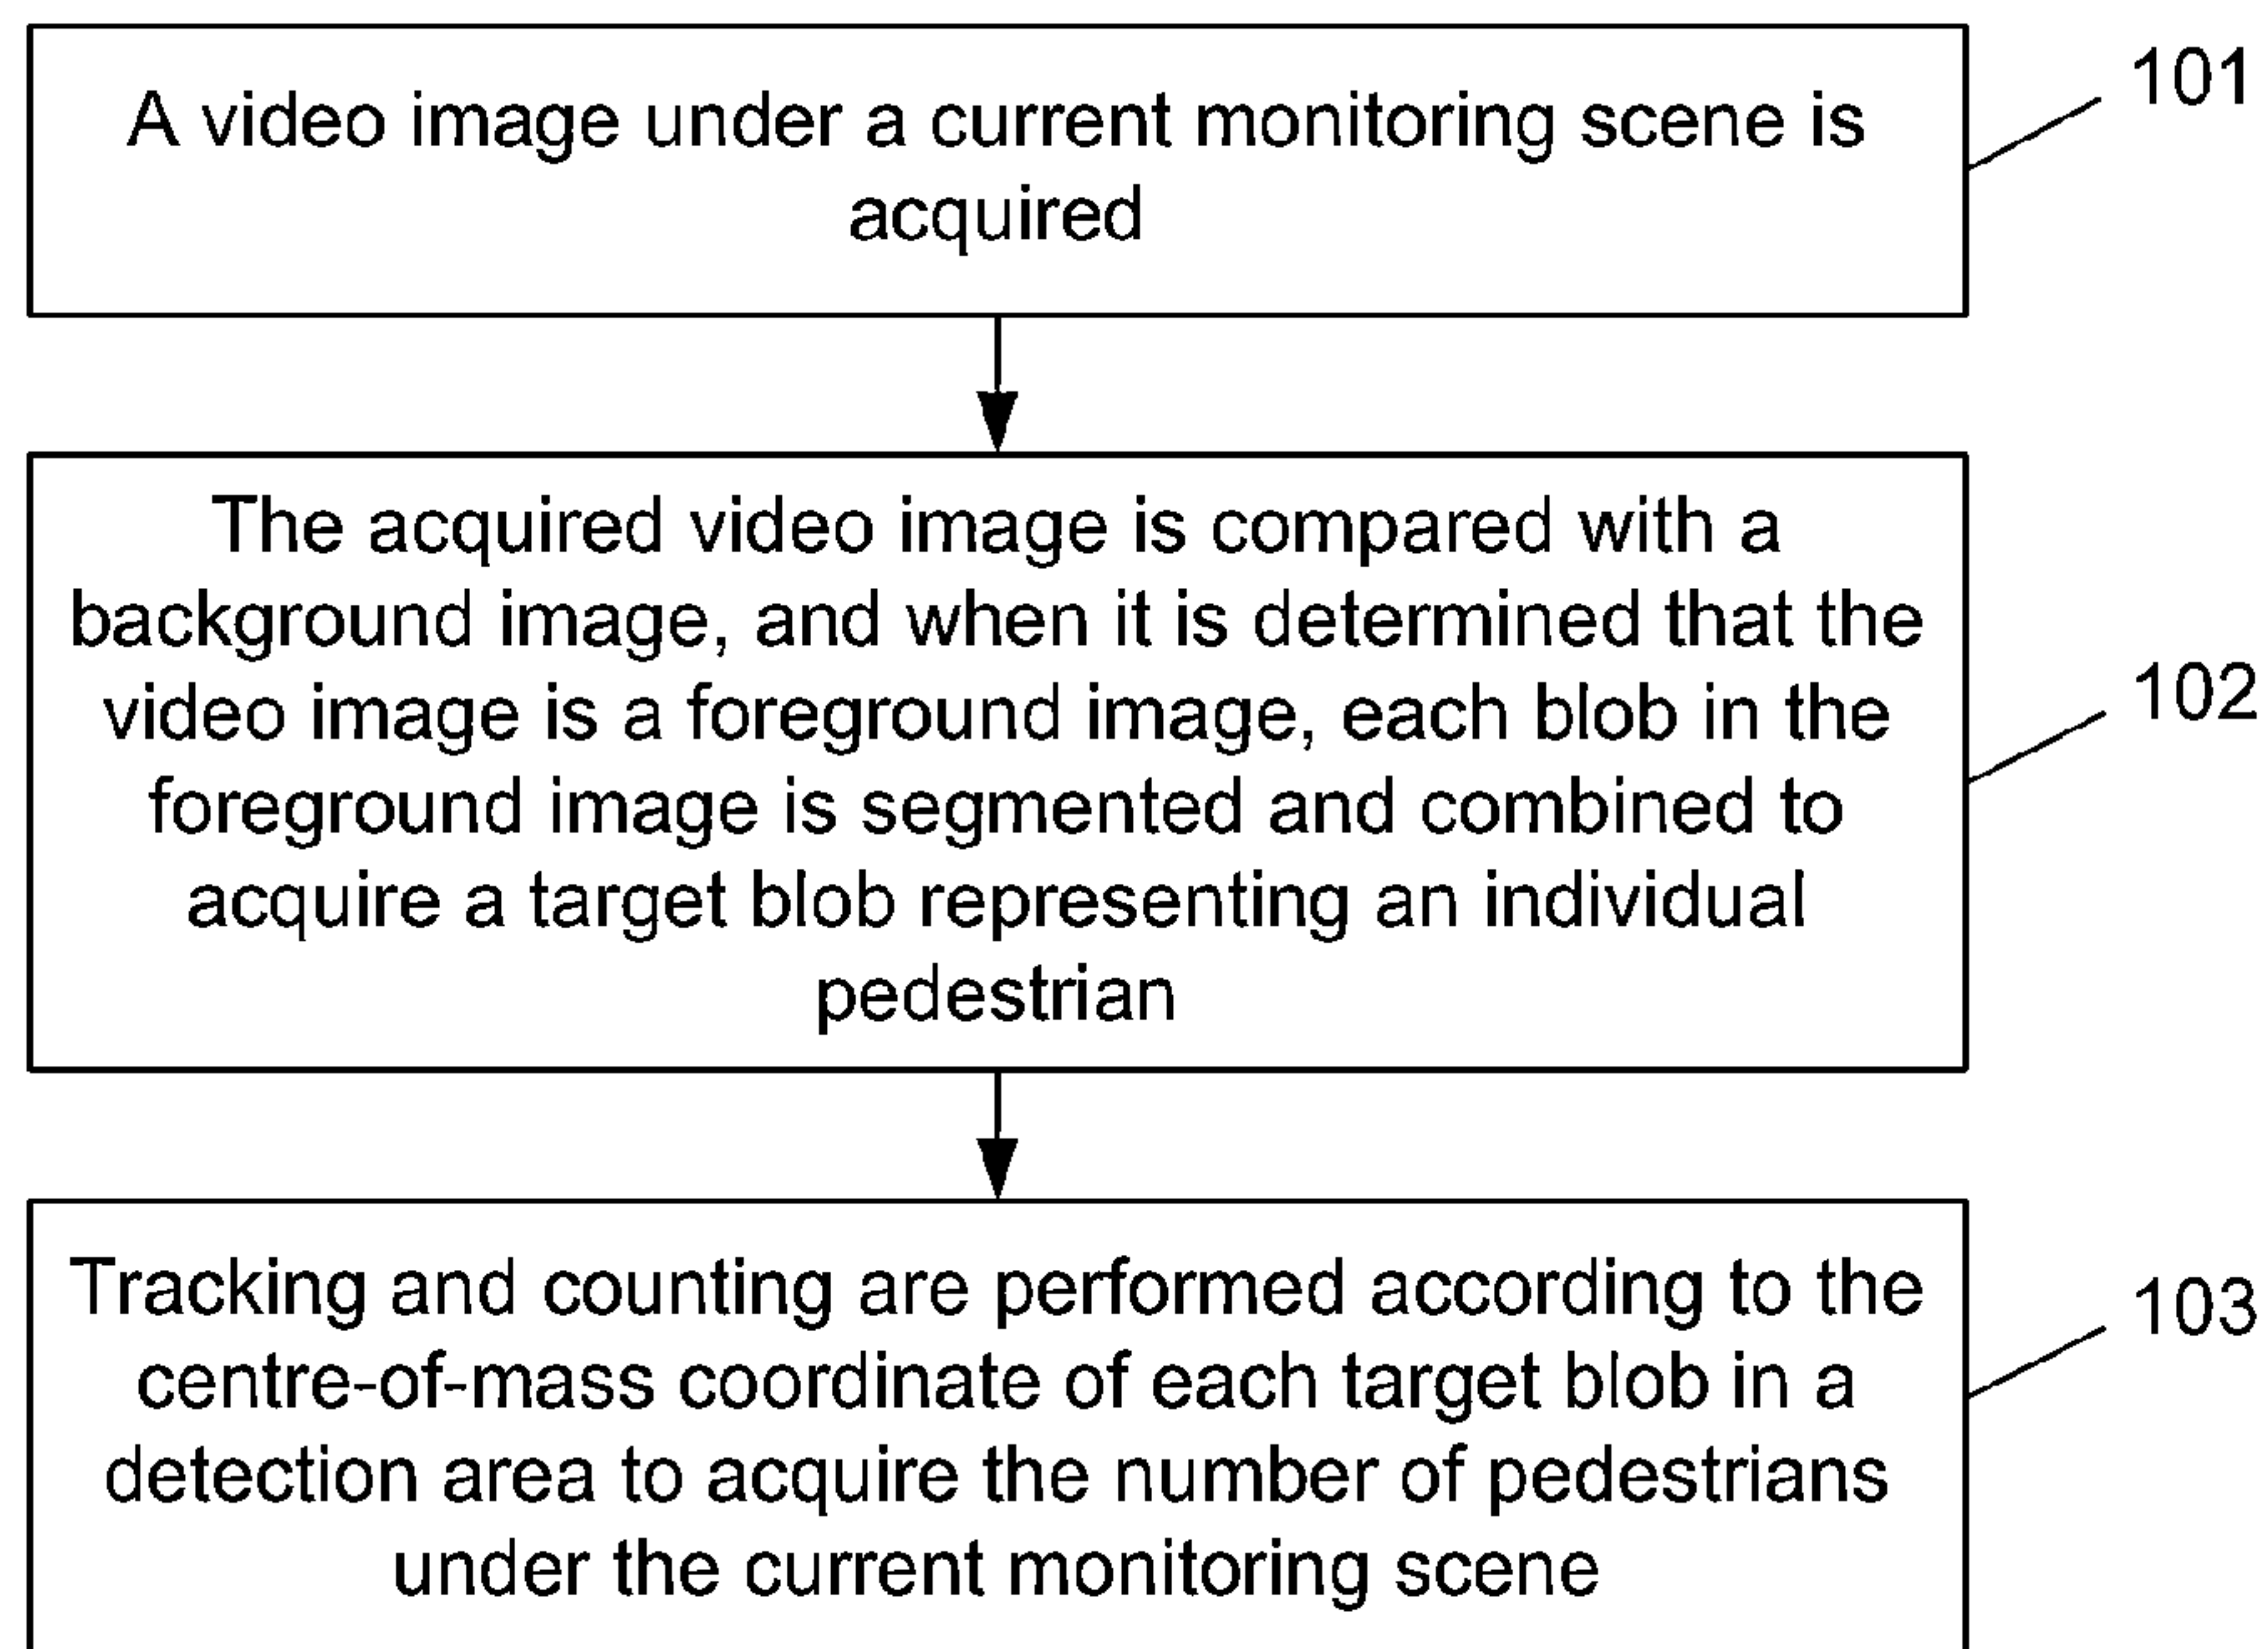 A video image under a current monitoring scene is
acquired
101
The acquired video image is compared with a
background image, and when it is determined that the
video image is a foreground image, each blob in the
foreground image is segmented and combined to
acquire a target blob representing an individual
pedestrian
102
Tracking and counting are performed according to the
centre-of-mass coordinate of each target blob in a
detection area to acquire the number of pedestrians
under the current monitoring scene
103